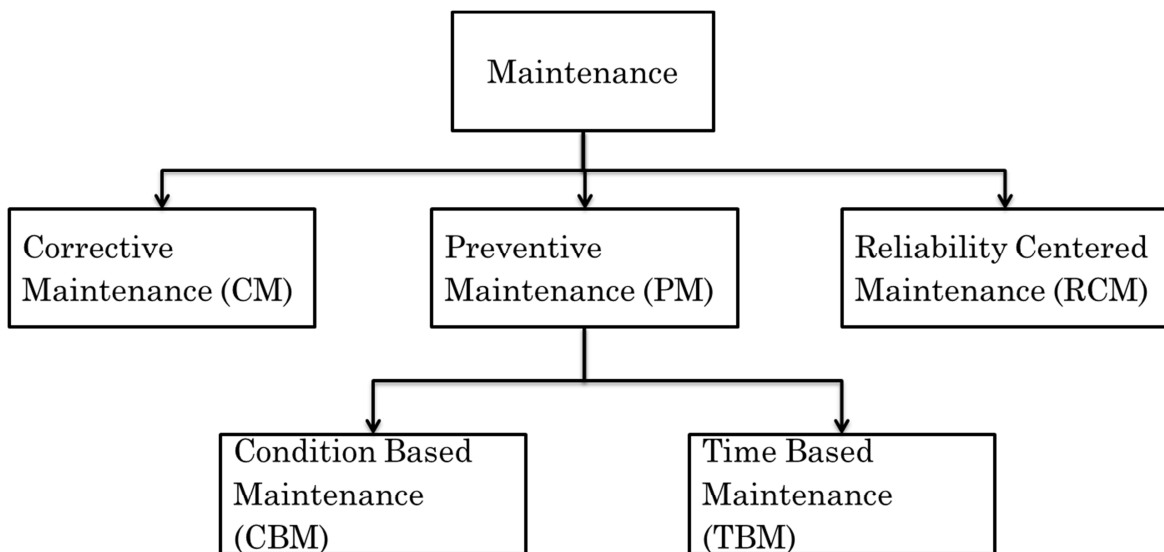 Maintenance
Corrective
Maintenance (CM)
Preventive
Maintenance (PM)
Reliability Centered
Maintenance (RCM)
Condition Based
Maintenance
(CBM)
Time Based
Maintenance
(TBM)